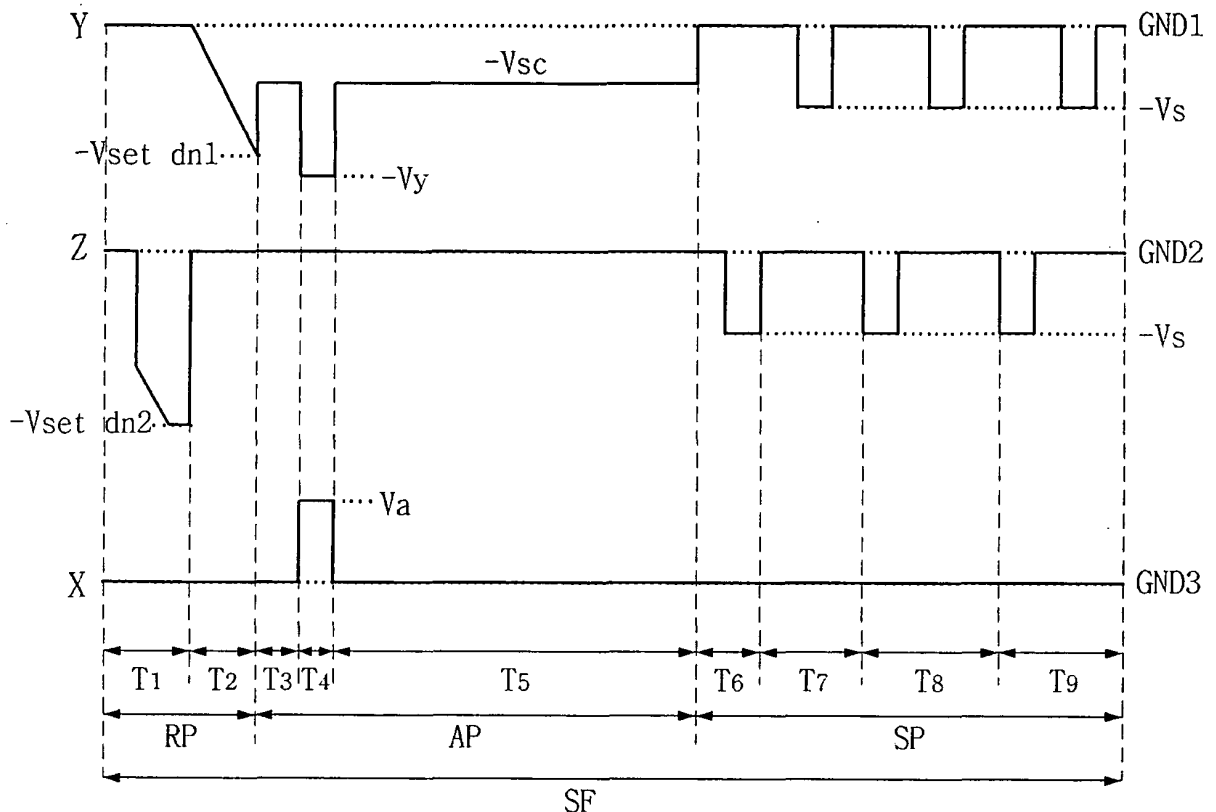 Y GND1
-Vsc
-Vs
-Vset dn1
-Vy
Z GND2
-Vs
-Vset dn2
Va
X GND3
T1 T2 T3 T4 T5 T6 T7 T8 T9
RP AP SP
SF